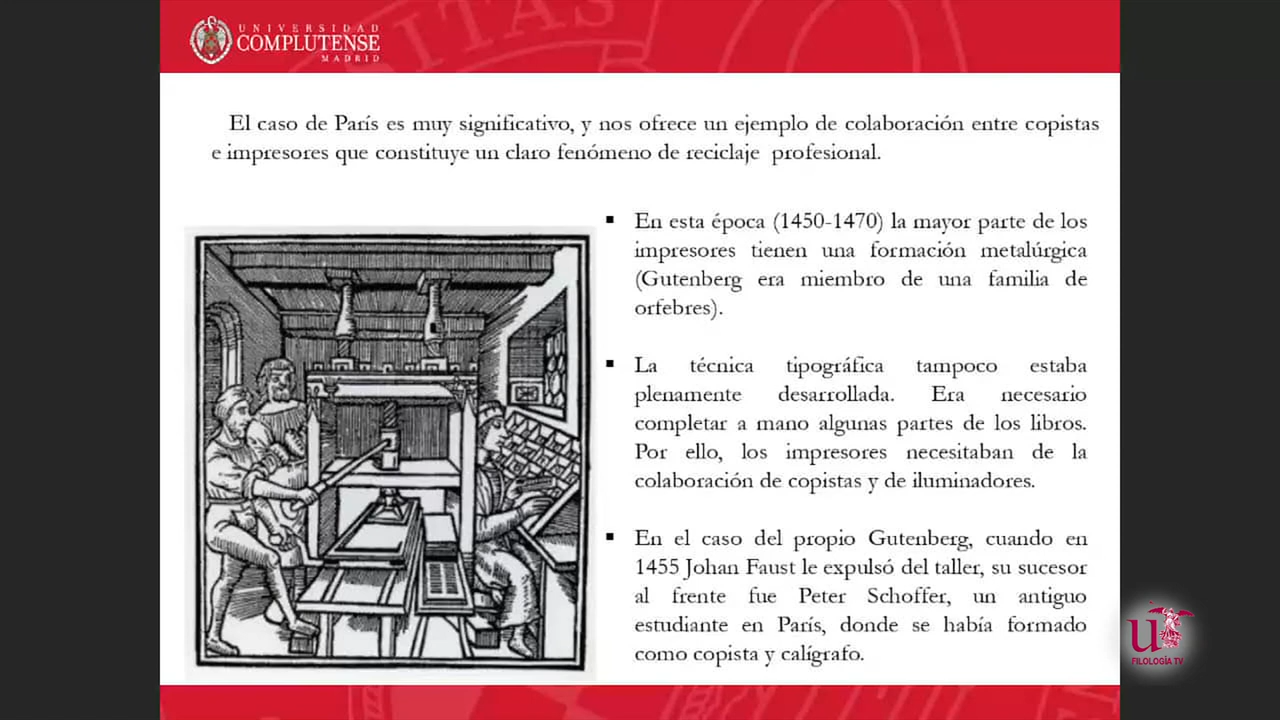 UNIVERSIDAD
COMPLUTENSE
MADRID
El caso de París es muy significativo, y nos ofrece un ejemplo de colaboración entre copistas
e impresores que constituye un claro fenómeno de reciclaje profesional.
▪ En esta época (1450-1470) la mayor parte de los
impresores tienen una formación metalúrgica
(Gutenberg era miembro de una familia de
orfebres).
▪ La técnica tipográfica tampoco estaba
plenamente desarrollada. Era necesario
completar a mano algunas partes de los libros.
Por ello, los impresores necesitaban de la
colaboración de copistas y de iluminadores.
▪ En el caso del propio Gutenberg, cuando en
1455 Johan Faust le expulsó del taller, su sucesor
al frente fue Peter Schoffer, un antiguo
estudiante en París, donde se había formado
como copista y calígrafo.
u
FILOLOGÍA TV